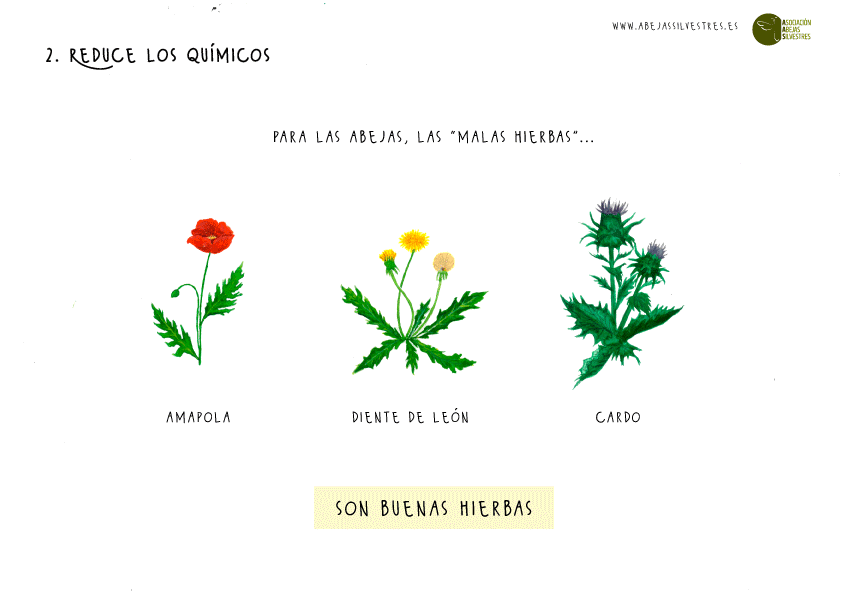 WWW.ABEJASSILVESTRES.ES
ASOCIACIÓN
ABEJAS
SILVESTRES
2. REDUCE LOS QUÍMICOS
PARA LAS ABEJAS, LAS "MALAS HIERBAS"...
AMAPOLA
DIENTE DE LEÓN
CARDO
SON BUENAS HIERBAS